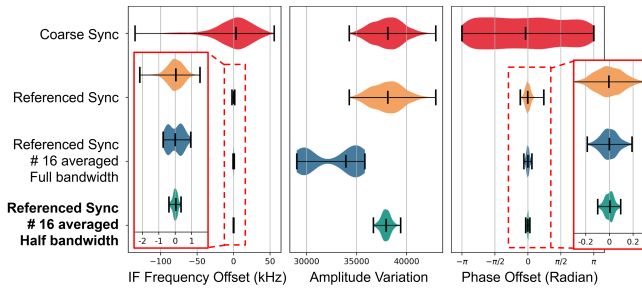 Coarse Sync
Referenced Sync
Referenced Sync
# 16 averaged
Full bandwidth
Referenced Sync
# 16 averaged
Half bandwidth
-2 -1 0 1
-100 -50 0 50
IF Frequency Offset (kHz)
30000 35000 40000
Amplitude Variation
-0.2 0.0 0.2
−π −π/2 0 π/2 π
Phase Offset (Radian)